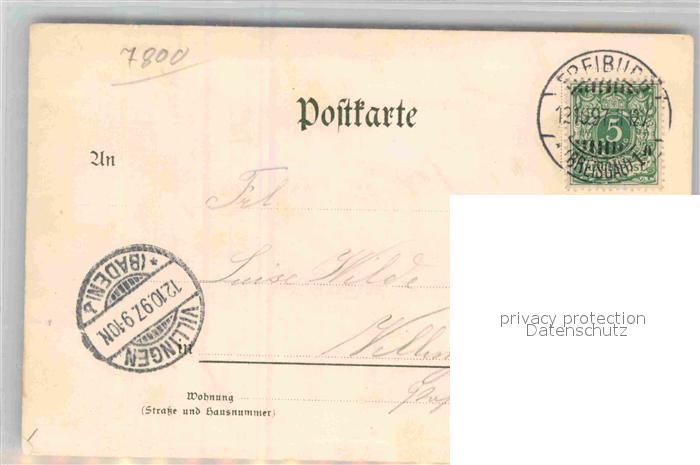 7800
FREIBURG
12.10.97.
(BREISGAU)
5
Postkarte
An
Frl
Luise Wilde
(BADEN)
12.10.97.9-10N.
VILLINGEN
in
Wohnung
(Straße und Hausnummer)
privacy protection
Datenschutz